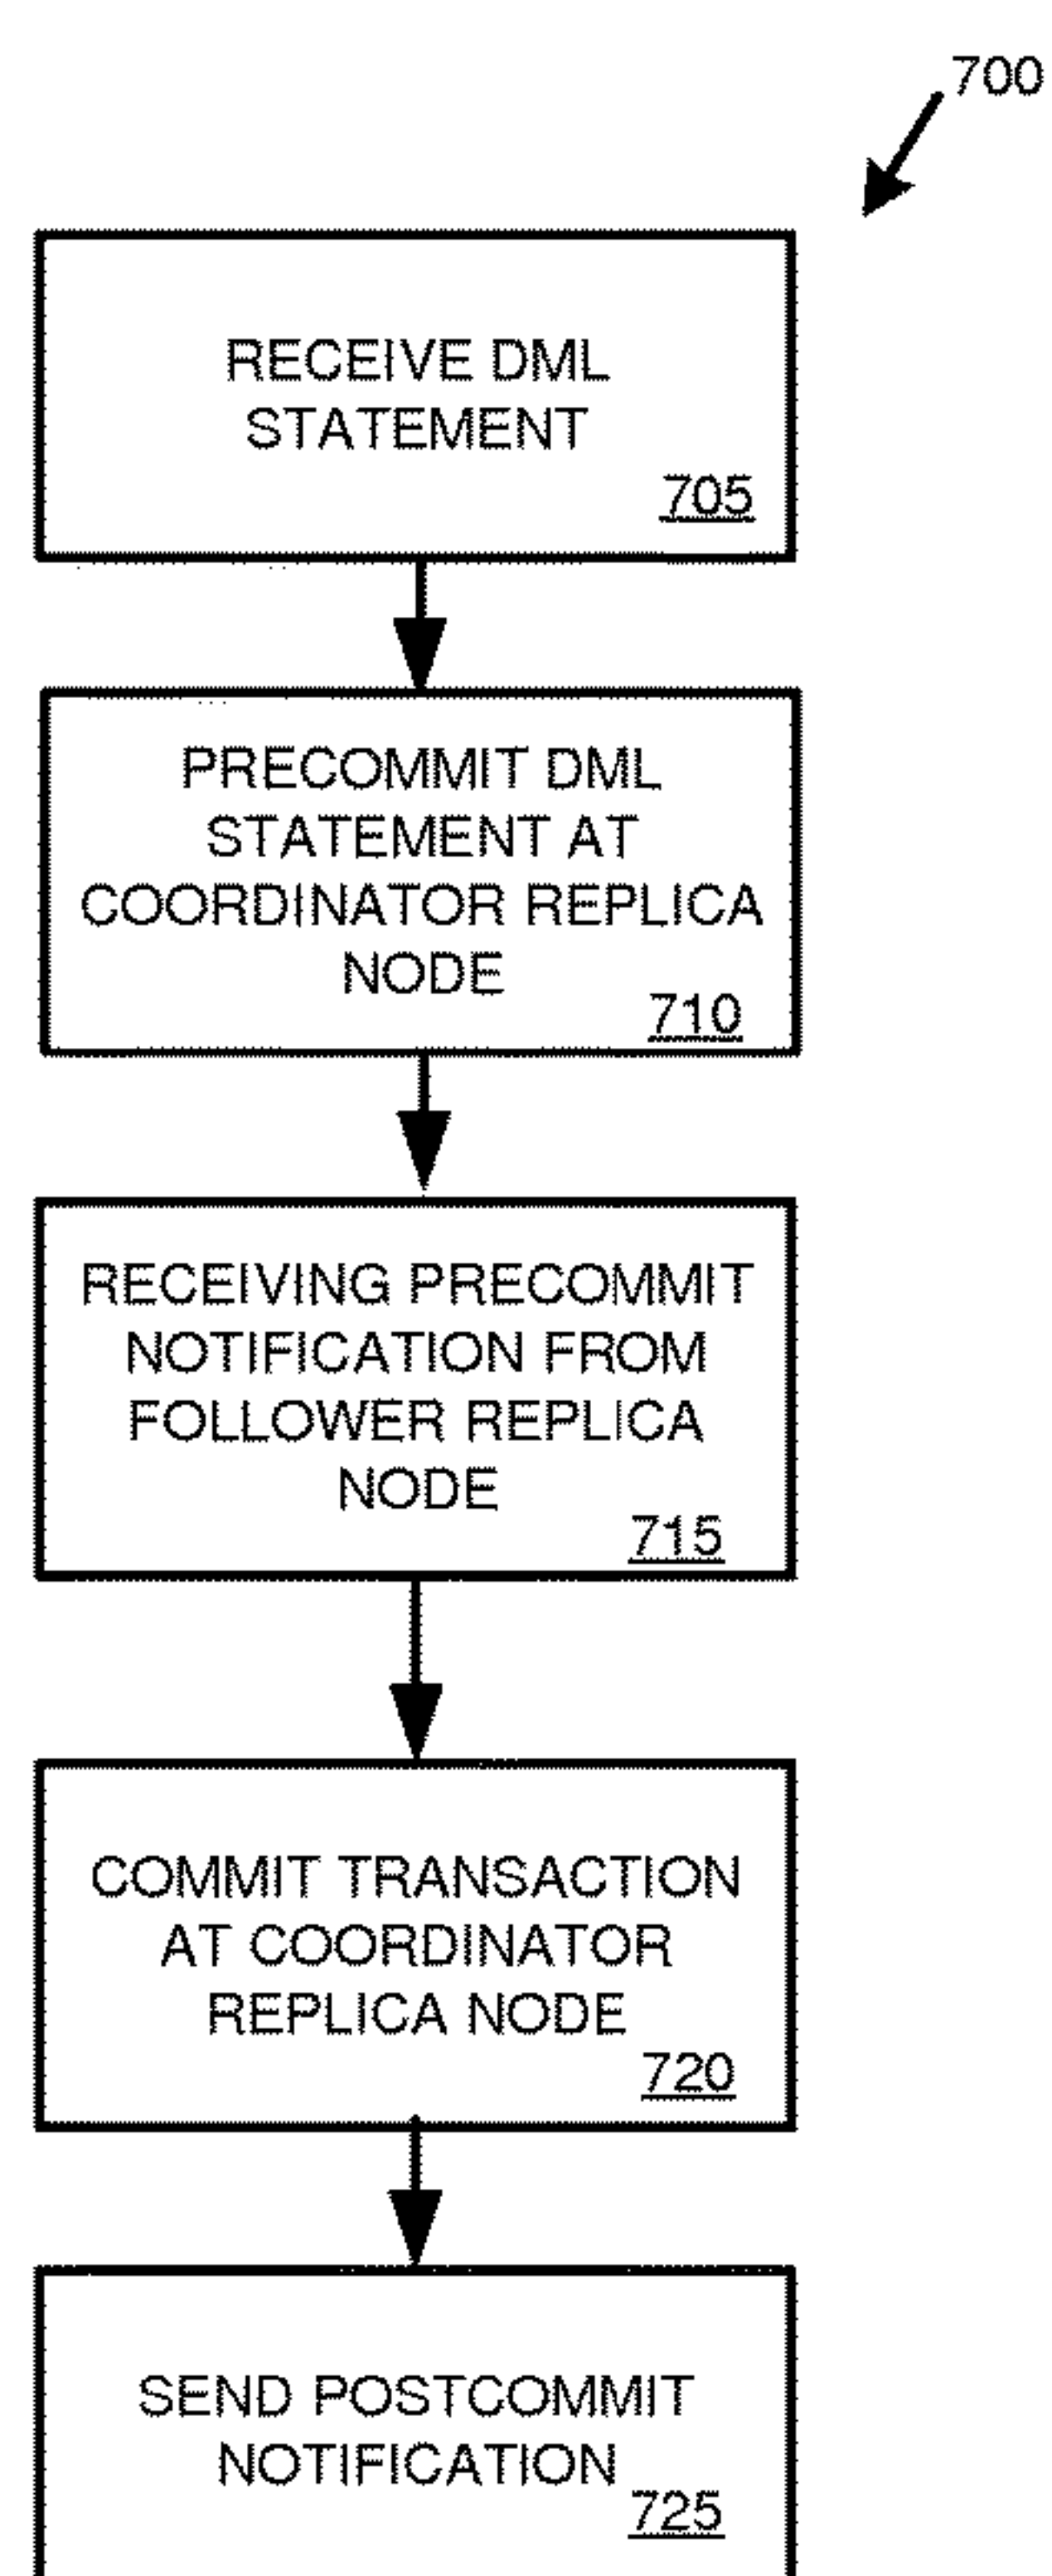 700
RECEIVE DML
STATEMENT
705
PRECOMMIT DML
STATEMENT AT
COORDINATOR REPLICA
NODE
710
RECEIVING PRECOMMIT
NOTIFICATION FROM
FOLLOWER REPLICA
NODE
715
COMMIT TRANSACTION
AT COORDINATOR
REPLICA NODE
720
SEND POSTCOMMIT
NOTIFICATION
725